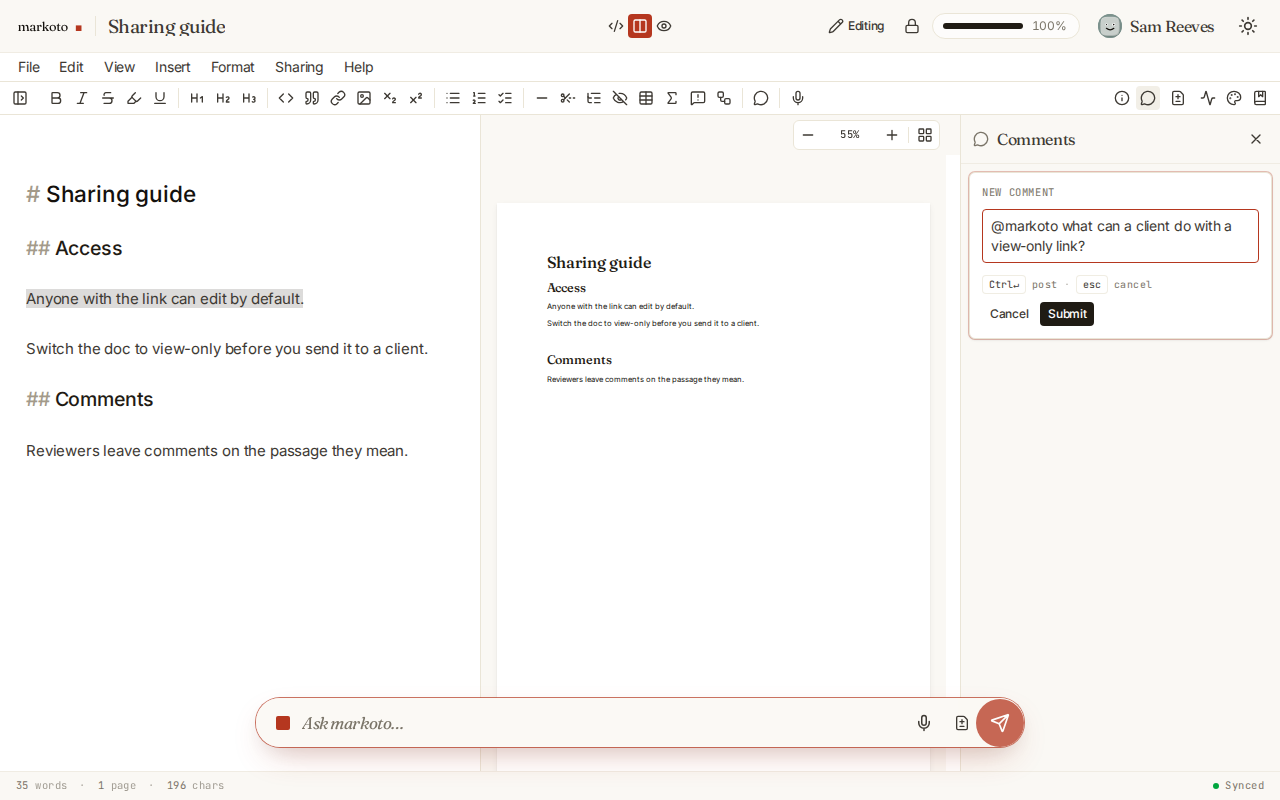 markoto
Sharing guide
Editing
100%
Sam Reeves
File Edit View Insert Format Sharing Help
H1 H2 H3
X2 X2
55%
Comments
# Sharing guide
## Access
Anyone with the link can edit by default.
Switch the doc to view-only before you send it to a client.
## Comments
Reviewers leave comments on the passage they mean.
Sharing guide
Access
Anyone with the link can edit by default.
Switch the doc to view-only before you send it to a client.
Comments
Reviewers leave comments on the passage they mean.
NEW COMMENT
@markoto what can a client do with a
view-only link?
Ctrl↵ post · esc cancel
Cancel Submit
Ask markoto...
35 words · 1 page · 196 chars
Synced